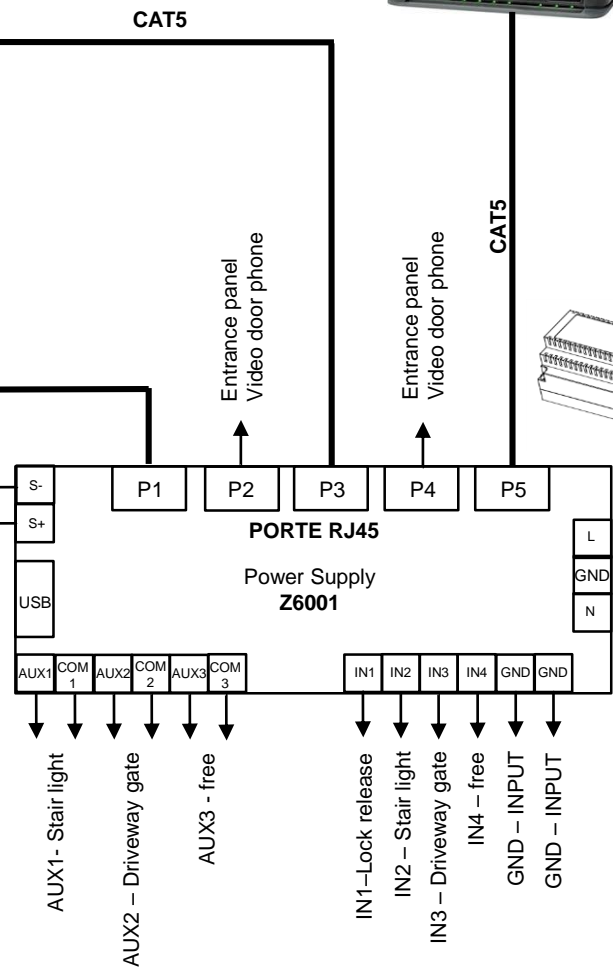 CAT5
CAT5
Entrance panel
Video door phone
Entrance panel
Video door phone
S-
S+
USB
P1
P2
P3
P4
P5
PORTE RJ45
Power Supply
Z6001
L
GND
N
AUX1
COM
1
AUX2
COM
2
AUX3
COM
3
IN1
IN2
IN3
IN4
GND
GND
AUX1- Stair light
AUX2 – Driveway gate
AUX3 - free
IN1–Lock release
IN2 – Stair light
IN3 – Driveway gate
IN4 – free
GND – INPUT
GND – INPUT